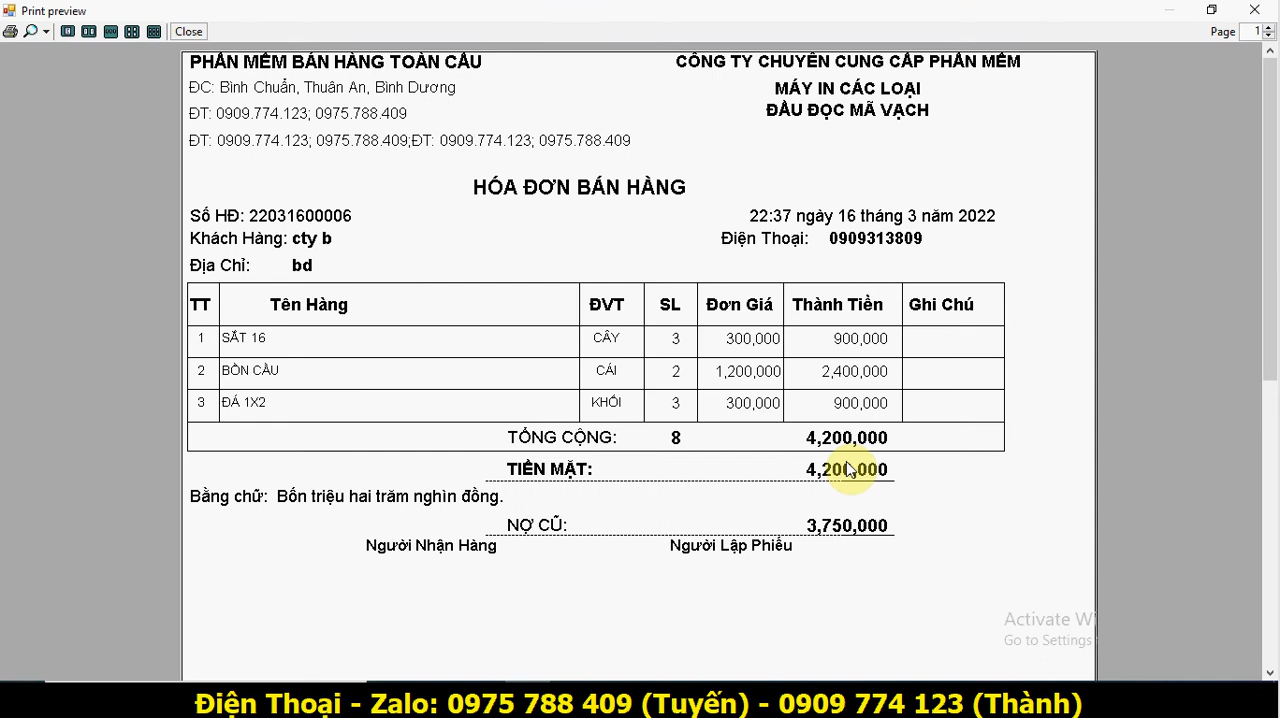 Print preview
Close
Page 1
PHẦN MỀM BÁN HÀNG TOÀN CẦU
CÔNG TY CHUYÊN CUNG CẤP PHẦN MỀM
ĐC: Bình Chuẩn, Thuân An, Bình Dương
MÁY IN CÁC LOẠI
ĐT: 0909.774.123; 0975.788.409
ĐẦU ĐỌC MÃ VẠCH
ĐT: 0909.774.123; 0975.788.409;ĐT: 0909.774.123; 0975.788.409
HÓA ĐƠN BÁN HÀNG
Số HĐ: 22031600006
22:37 ngày 16 tháng 3 năm 2022
Khách Hàng: cty b
Điện Thoại: 0909313809
Địa Chỉ: bd
TT Tên Hàng ĐVT SL Đơn Giá Thành Tiền Ghi Chú
1 SẮT 16 CÂY 3 300,000 900,000
2 BỒN CẦU CÁI 2 1,200,000 2,400,000
3 ĐÁ 1X2 KHỐI 3 300,000 900,000
TỔNG CỘNG: 8 4,200,000
TIỀN MẶT: 4,200,000
Bằng chữ: Bốn triệu hai trăm nghìn đồng.
NỢ CŨ: 3,750,000
Người Nhận Hàng Người Lập Phiếu
Activate Wi
Go to Settings
Điện Thoại - Zalo: 0975 788 409 (Tuyến) - 0909 774 123 (Thành)